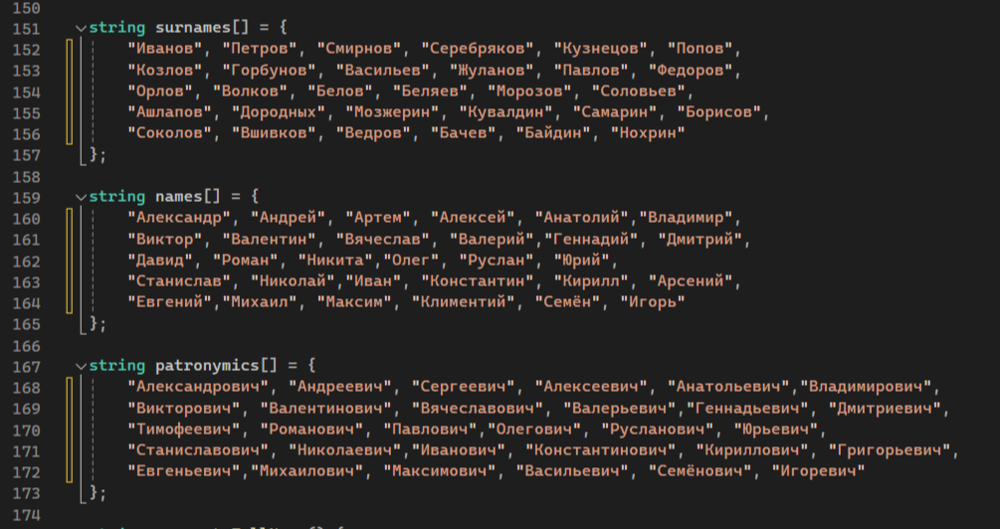 150
151 string surnames[] = {
152 "Иванов", "Петров", "Смирнов", "Серебряков", "Кузнецов", "Попов",
153 "Козлов", "Горбунов", "Васильев", "Жуланов", "Павлов", "Федоров",
154 "Орлов", "Волков", "Белов", "Беляев", "Морозов", "Соловьев",
155 "Ашлапов", "Дородных", "Мозжерин", "Кувалдин", "Самарин", "Борисов",
156 "Соколов", "Вшивков", "Ведров", "Бачев", "Байдин", "Нохрин"
157 };
158
159 string names[] = {
160 "Александр", "Андрей", "Артем", "Алексей", "Анатолий","Владимир",
161 "Виктор", "Валентин", "Вячеслав", "Валерий","Геннадий", "Дмитрий",
162 "Давид", "Роман", "Никита","Олег", "Руслан", "Юрий",
163 "Станислав", "Николай","Иван", "Константин", "Кирилл", "Арсений",
164 "Евгений","Михаил", "Максим", "Климентий", "Семён", "Игорь"
165 };
166
167 string patronymics[] = {
168 "Александрович", "Андреевич", "Сергеевич", "Алексеевич", "Анатольевич","Владимирович",
169 "Викторович", "Валентинович", "Вячеславович", "Валерьевич","Геннадьевич", "Дмитриевич",
170 "Тимофеевич", "Романович", "Павлович","Олегович", "Русланович", "Юрьевич",
171 "Станиславович", "Николаевич","Иванович", "Константинович", "Кириллович", "Григорьевич",
172 "Евгеньевич","Михаилович", "Максимович", "Васильевич", "Семёнович", "Игоревич"
173 };
174